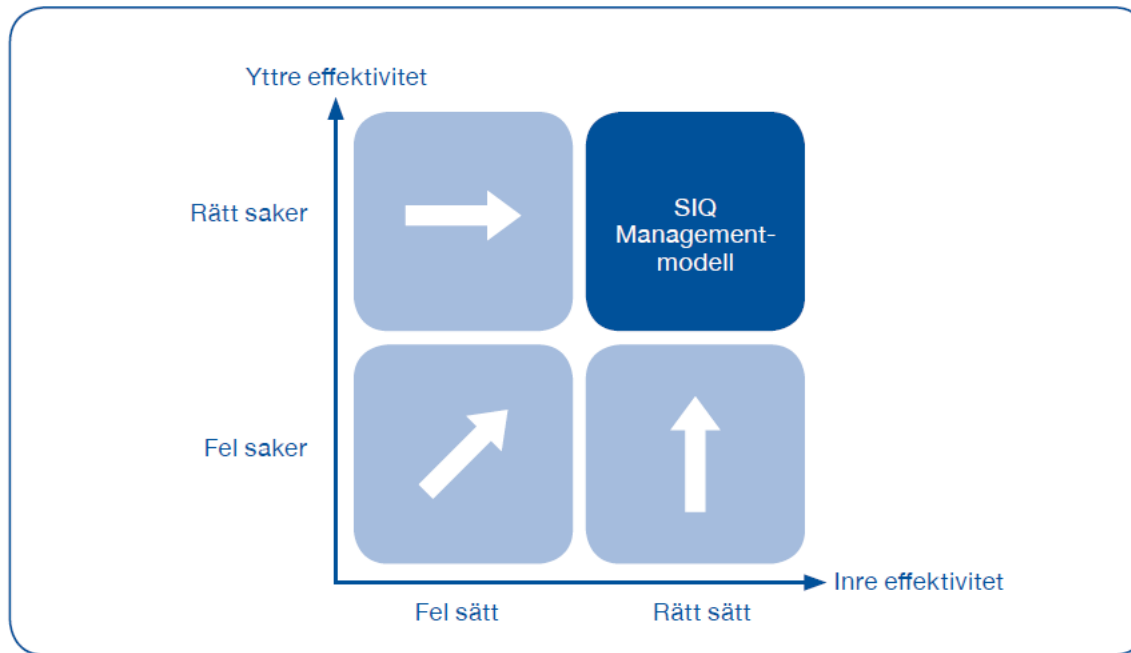 Yttre effektivitet
Rätt saker
SIQ
Management-
modell
Fel saker
Inre effektivitet
Fel sätt
Rätt sätt